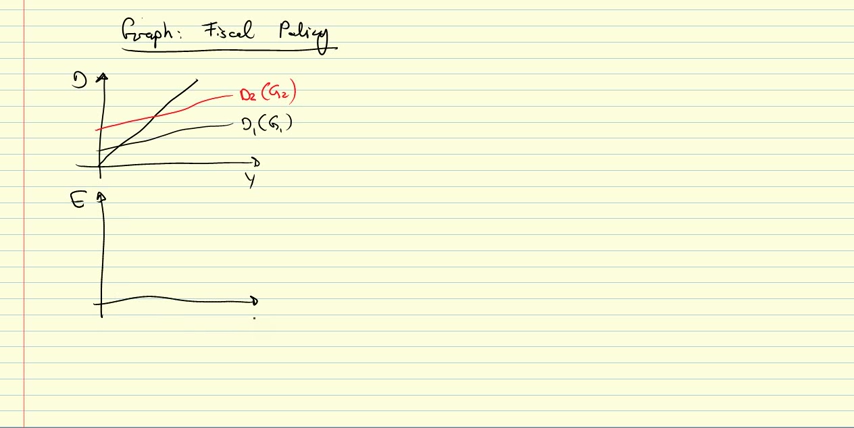 Graph: Fiscal Policy
D
D2 (G2)
D1 (G1)
Y
E